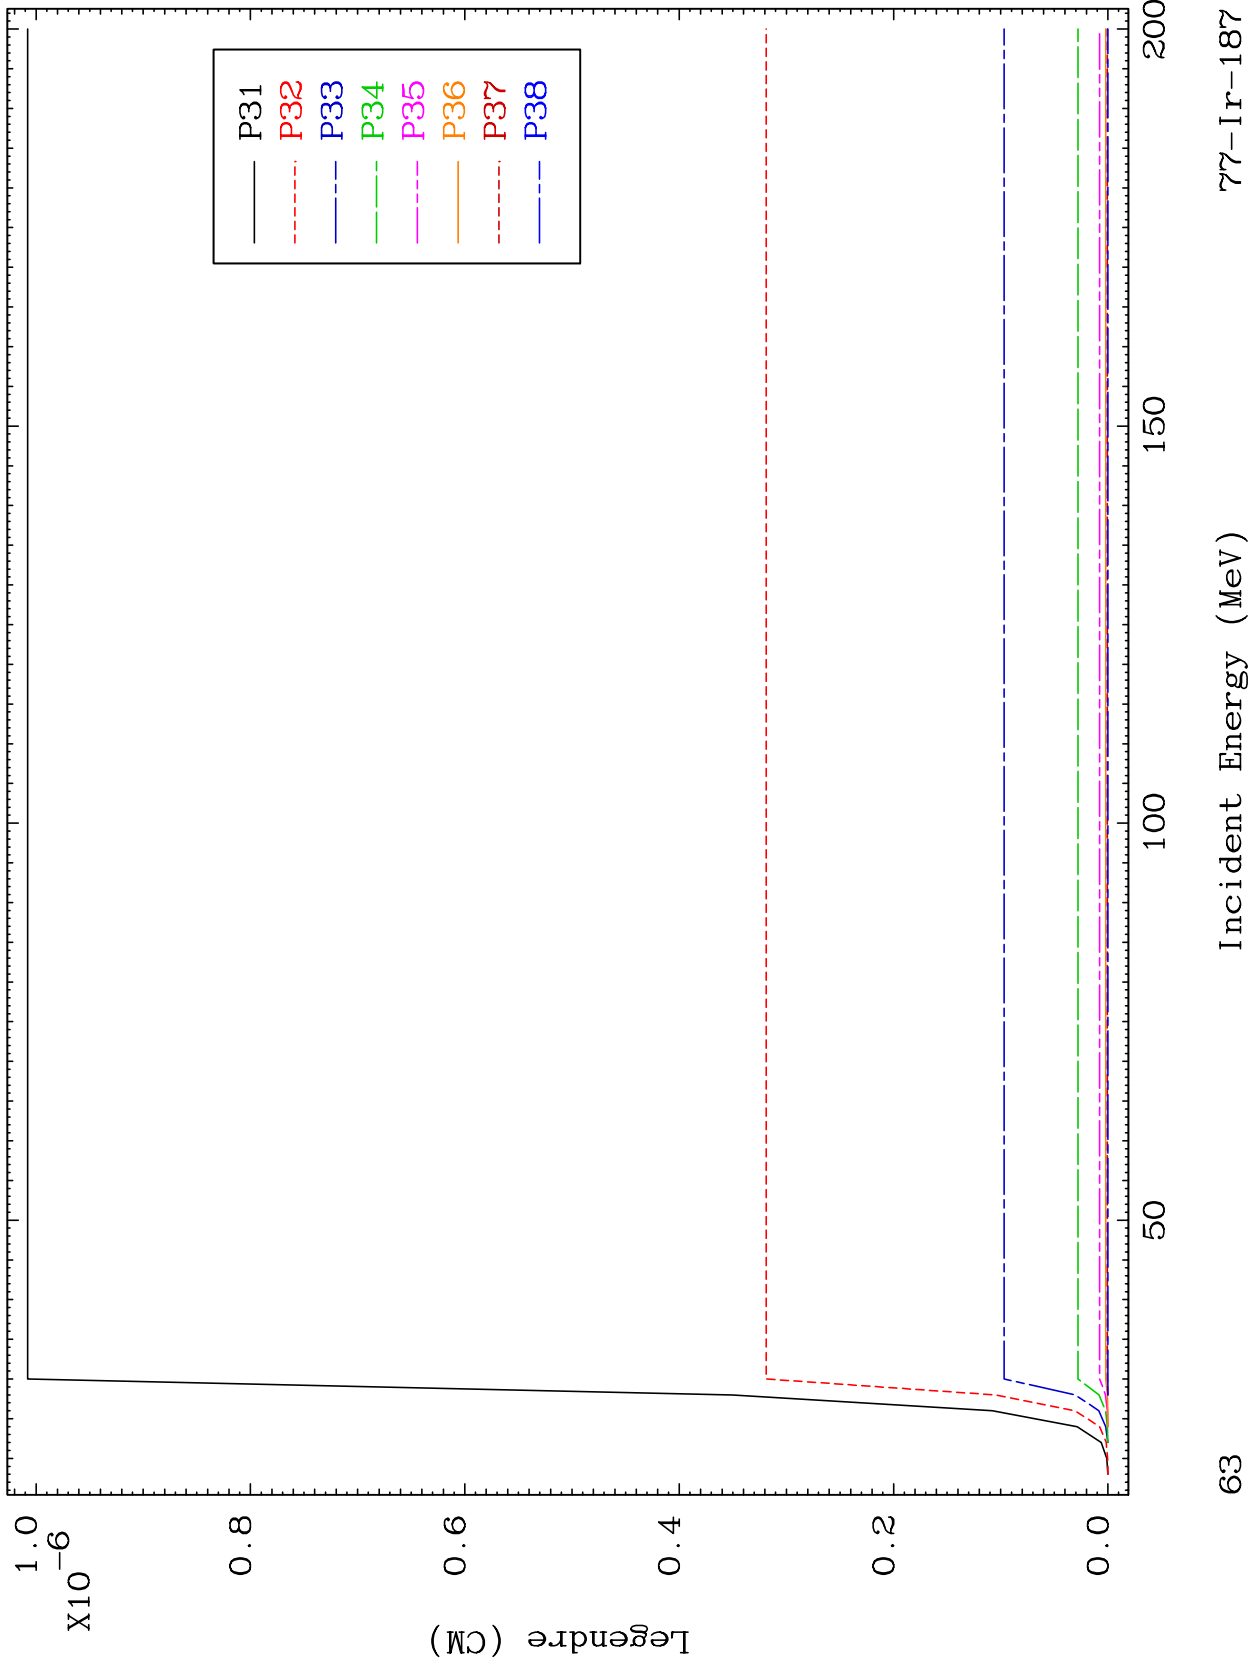 1.0
X10-6
0.8
0.6
0.4
0.2
0.0
Legendre (CM)
P31
P32
P33
P34
P35
P36
P37
P38
50
100
150
200
63
Incident Energy (MeV)
77-Ir-187